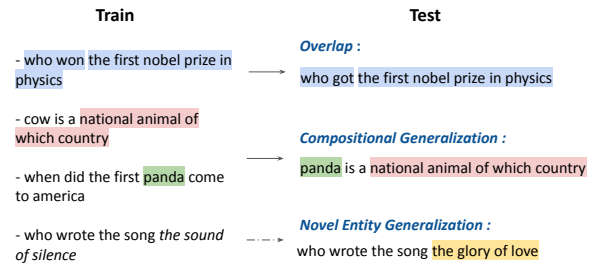 Train
- who won the first nobel prize in
physics
- cow is a national animal of
which country
- when did the first panda come
to america
- who wrote the song the sound
of silence
Test
Overlap :
who got the first nobel prize in physics
Compositional Generalization :
panda is a national animal of which country
Novel Entity Generalization :
who wrote the song the glory of love